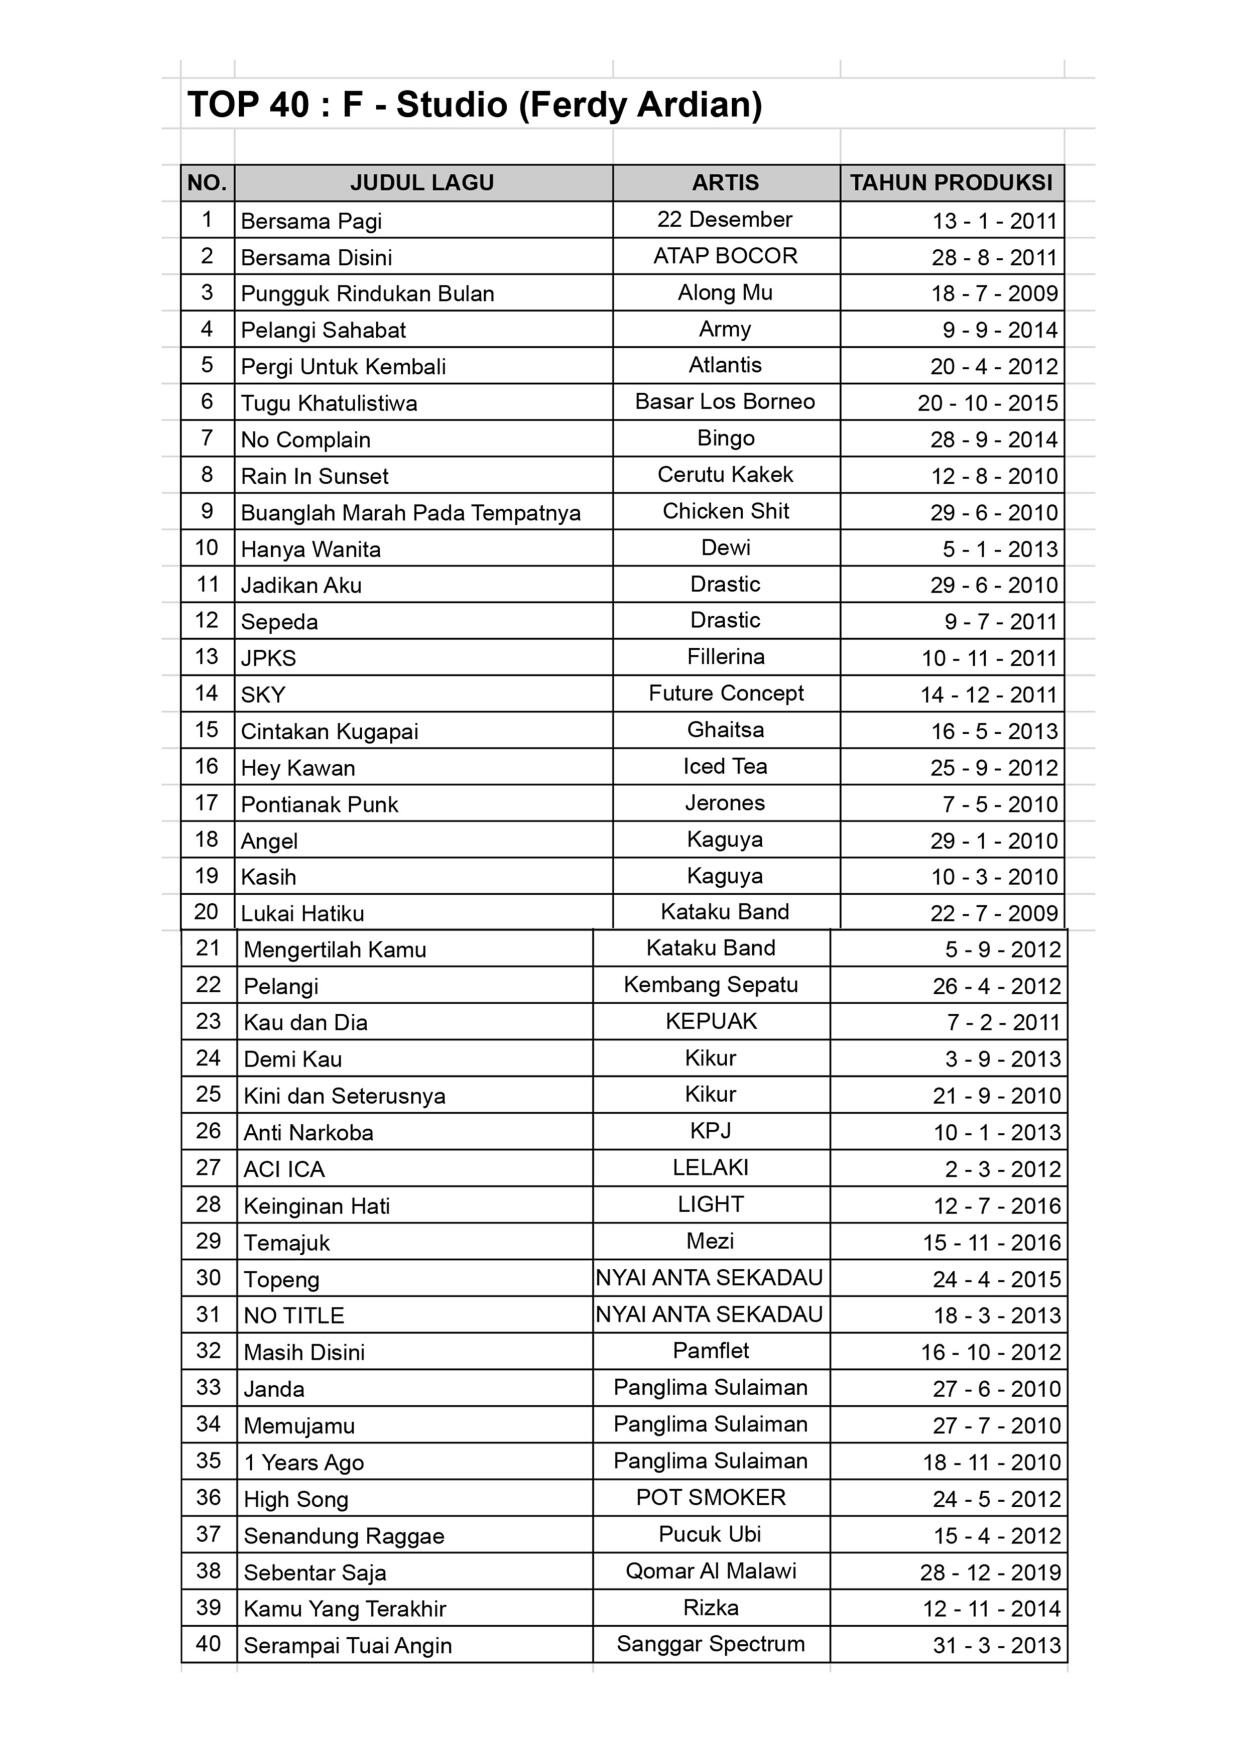 TOP 40 : F - Studio (Ferdy Ardian)
NO. JUDUL LAGU ARTIS TAHUN PRODUKSI
1 Bersama Pagi 22 Desember 13 - 1 - 2011
2 Bersama Disini ATAP BOCOR 28 - 8 - 2011
3 Pungguk Rindukan Bulan Along Mu 18 - 7 - 2009
4 Pelangi Sahabat Army 9 - 9 - 2014
5 Pergi Untuk Kembali Atlantis 20 - 4 - 2012
6 Tugu Khatulistiwa Basar Los Borneo 20 - 10 - 2015
7 No Complain Bingo 28 - 9 - 2014
8 Rain In Sunset Cerutu Kakek 12 - 8 - 2010
9 Buanglah Marah Pada Tempatnya Chicken Shit 29 - 6 - 2010
10 Hanya Wanita Dewi 5 - 1 - 2013
11 Jadikan Aku Drastic 29 - 6 - 2010
12 Sepeda Drastic 9 - 7 - 2011
13 JPKS Fillerina 10 - 11 - 2011
14 SKY Future Concept 14 - 12 - 2011
15 Cintakan Kugapai Ghaitsa 16 - 5 - 2013
16 Hey Kawan Iced Tea 25 - 9 - 2012
17 Pontianak Punk Jerones 7 - 5 - 2010
18 Angel Kaguya 29 - 1 - 2010
19 Kasih Kaguya 10 - 3 - 2010
20 Lukai Hatiku Kataku Band 22 - 7 - 2009
21 Mengertilah Kamu Kataku Band 5 - 9 - 2012
22 Pelangi Kembang Sepatu 26 - 4 - 2012
23 Kau dan Dia KEPUAK 7 - 2 - 2011
24 Demi Kau Kikur 3 - 9 - 2013
25 Kini dan Seterusnya Kikur 21 - 9 - 2010
26 Anti Narkoba KPJ 10 - 1 - 2013
27 ACI ICA LELAKI 2 - 3 - 2012
28 Keinginan Hati LIGHT 12 - 7 - 2016
29 Temajuk Mezi 15 - 11 - 2016
30 Topeng NYAI ANTA SEKADAU 24 - 4 - 2015
31 NO TITLE NYAI ANTA SEKADAU 18 - 3 - 2013
32 Masih Disini Pamflet 16 - 10 - 2012
33 Janda Panglima Sulaiman 27 - 6 - 2010
34 Memujamu Panglima Sulaiman 27 - 7 - 2010
35 1 Years Ago Panglima Sulaiman 18 - 11 - 2010
36 High Song POT SMOKER 24 - 5 - 2012
37 Senandung Raggae Pucuk Ubi 15 - 4 - 2012
38 Sebentar Saja Qomar Al Malawi 28 - 12 - 2019
39 Kamu Yang Terakhir Rizka 12 - 11 - 2014
40 Serampai Tuai Angin Sanggar Spectrum 31 - 3 - 2013